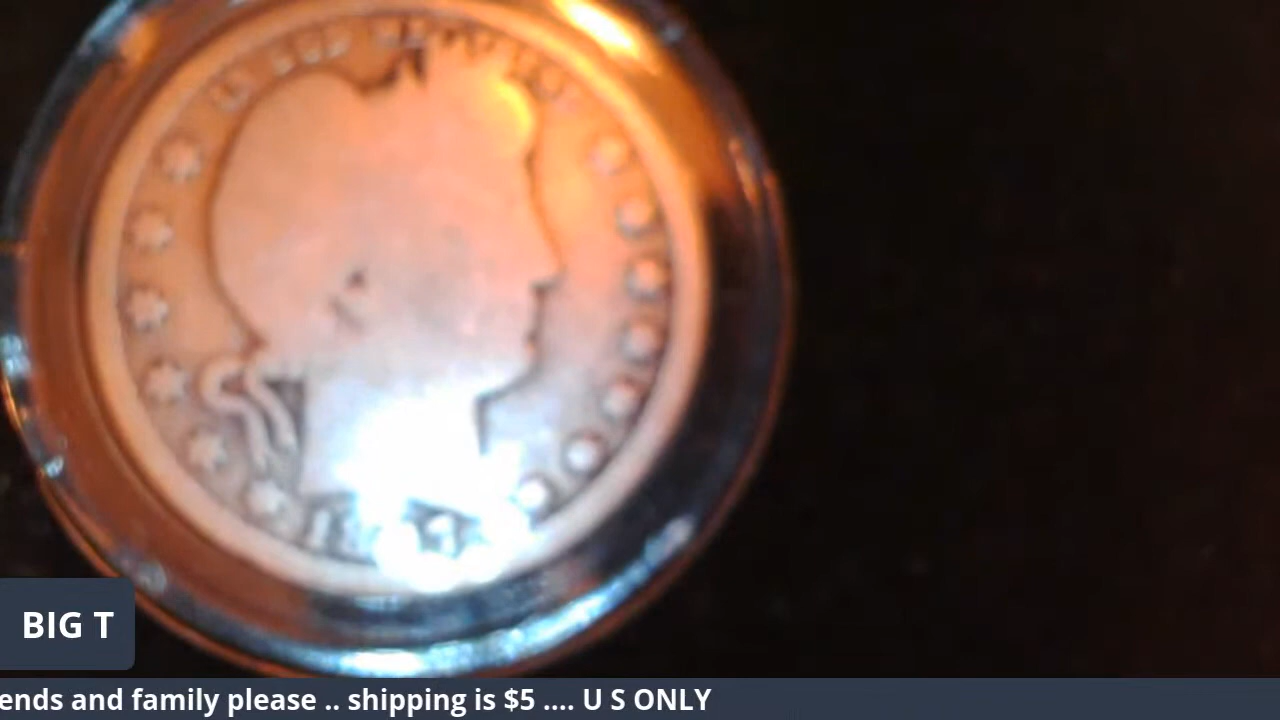 BIG T
ends and family please .. shipping is $5 .... U S ONLY